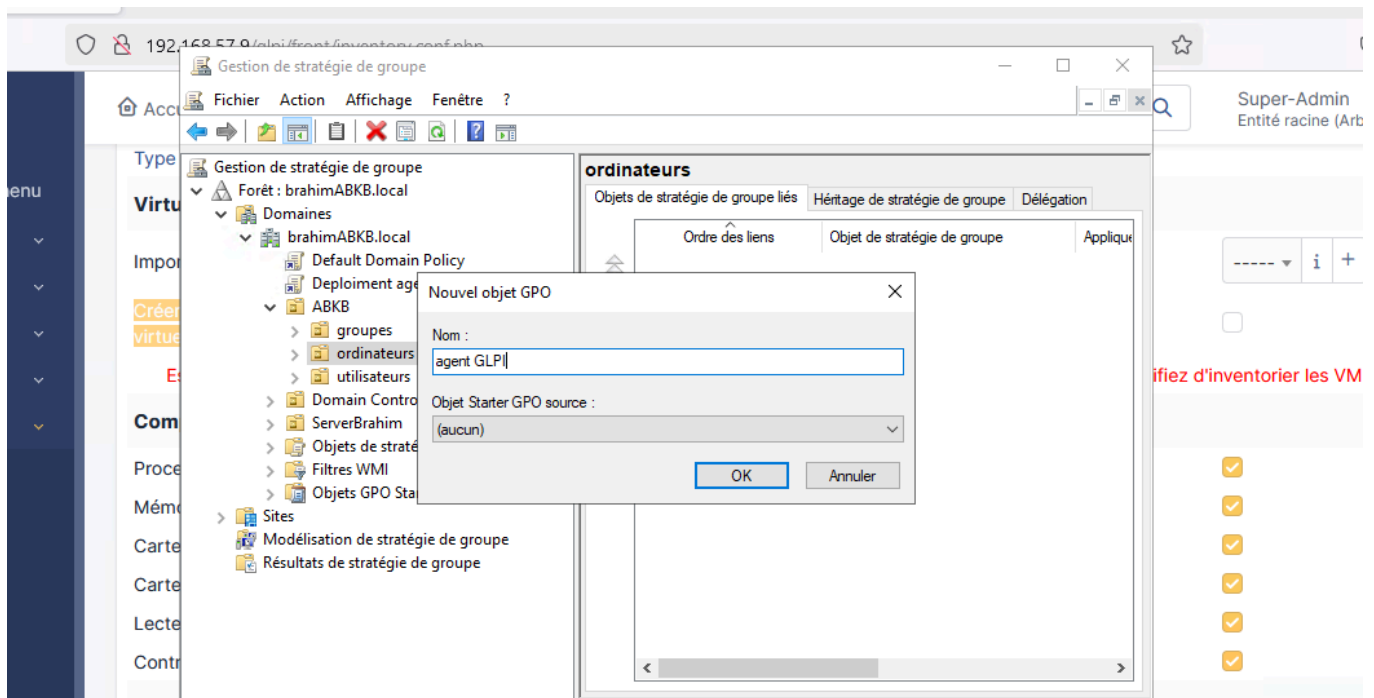 192.168.57.9/glpi/front/inventory.conf.php
Gestion de stratégie de groupe
Fichier Action Affichage Fenêtre ?
Super-Admin
Entité racine (Arb
Accu
enu
Type
Virtu
Impor
Créer
virtue
Es
Com
Proce
Mémo
Carte
Carte
Lecte
Contr
Gestion de stratégie de groupe
Forêt : brahimABKB.local
Domaines
brahimABKB.local
Default Domain Policy
Deploiment age
ABKB
groupes
ordinateurs
utilisateurs
Domain Contro
ServerBrahim
Objets de straté
Filtres WMI
Objets GPO Sta
Sites
Modélisation de stratégie de groupe
Résultats de stratégie de groupe
ordinateurs
Objets de stratégie de groupe liés Héritage de stratégie de groupe Délégation
Ordre des liens Objet de stratégie de groupe Applique
Nouvel objet GPO
Nom :
agent GLPI
Objet Starter GPO source :
(aucun)
OK Annuler
----- i +
ifiez d'inventorier les VM